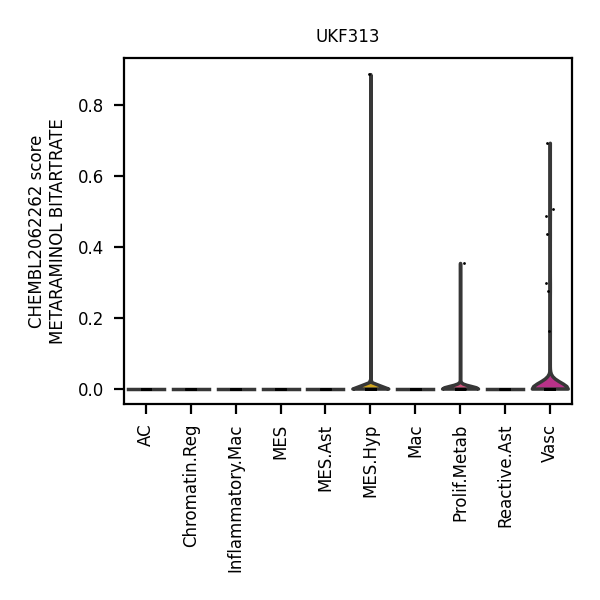 UKF313
CHEMBL2062262 score
METARAMINOL BITARTRATE
0.8
0.6
0.4
0.2
0.0
AC
Chromatin.Reg
Inflammatory.Mac
MES
MES.Ast
MES.Hyp
Mac
Prolif.Metab
Reactive.Ast
Vasc